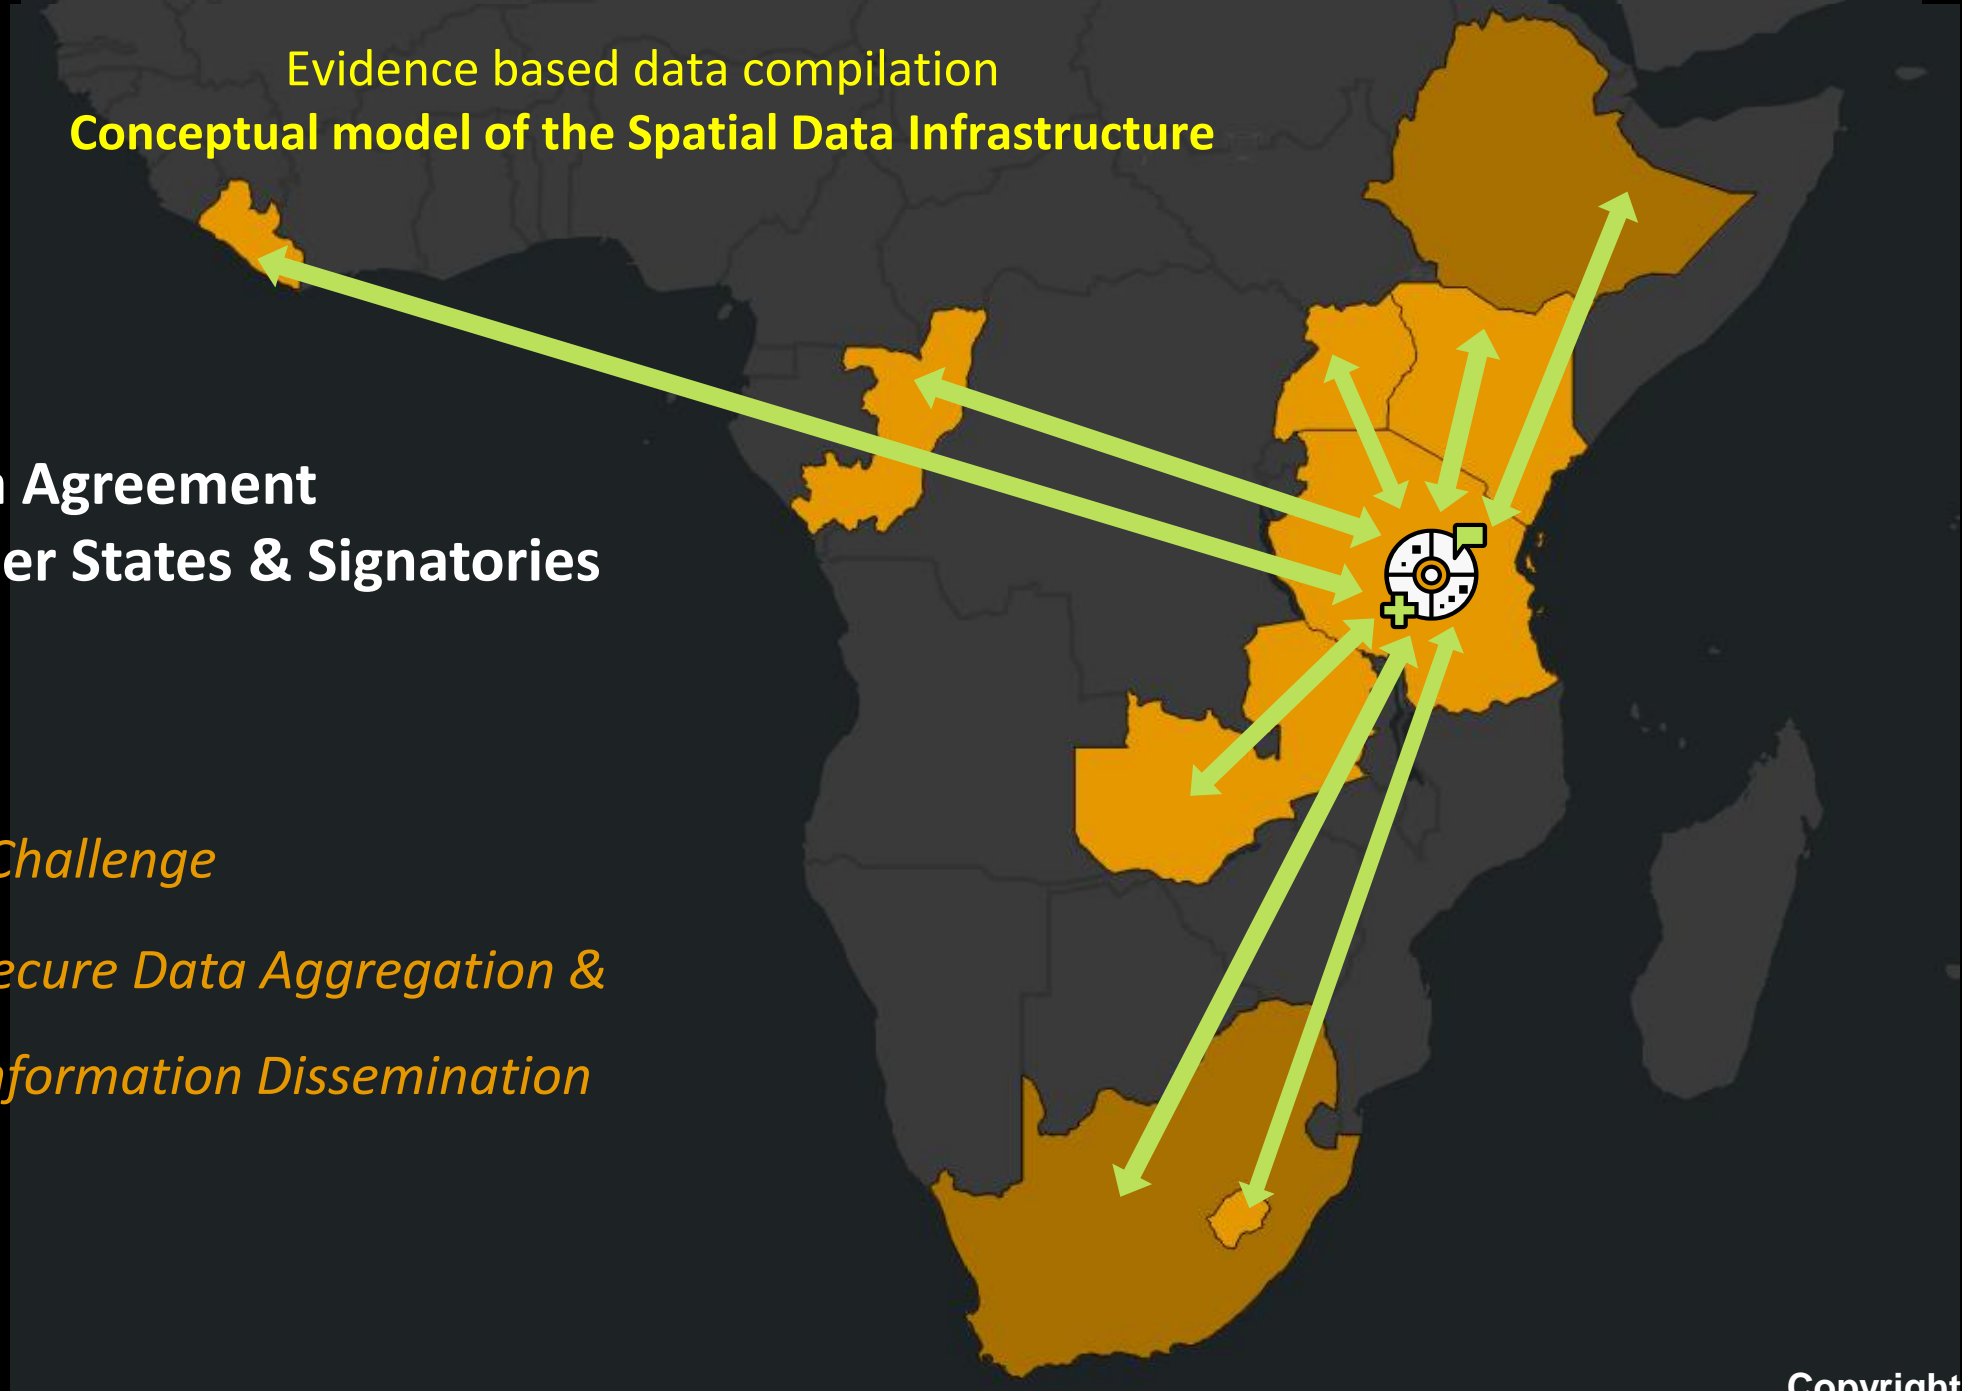 Evidence based data compilation
Conceptual model of the Spatial Data Infrastructure
Agreement
er States & Signatories
Challenge
ecure Data Aggregation &
nformation Dissemination
Copyright